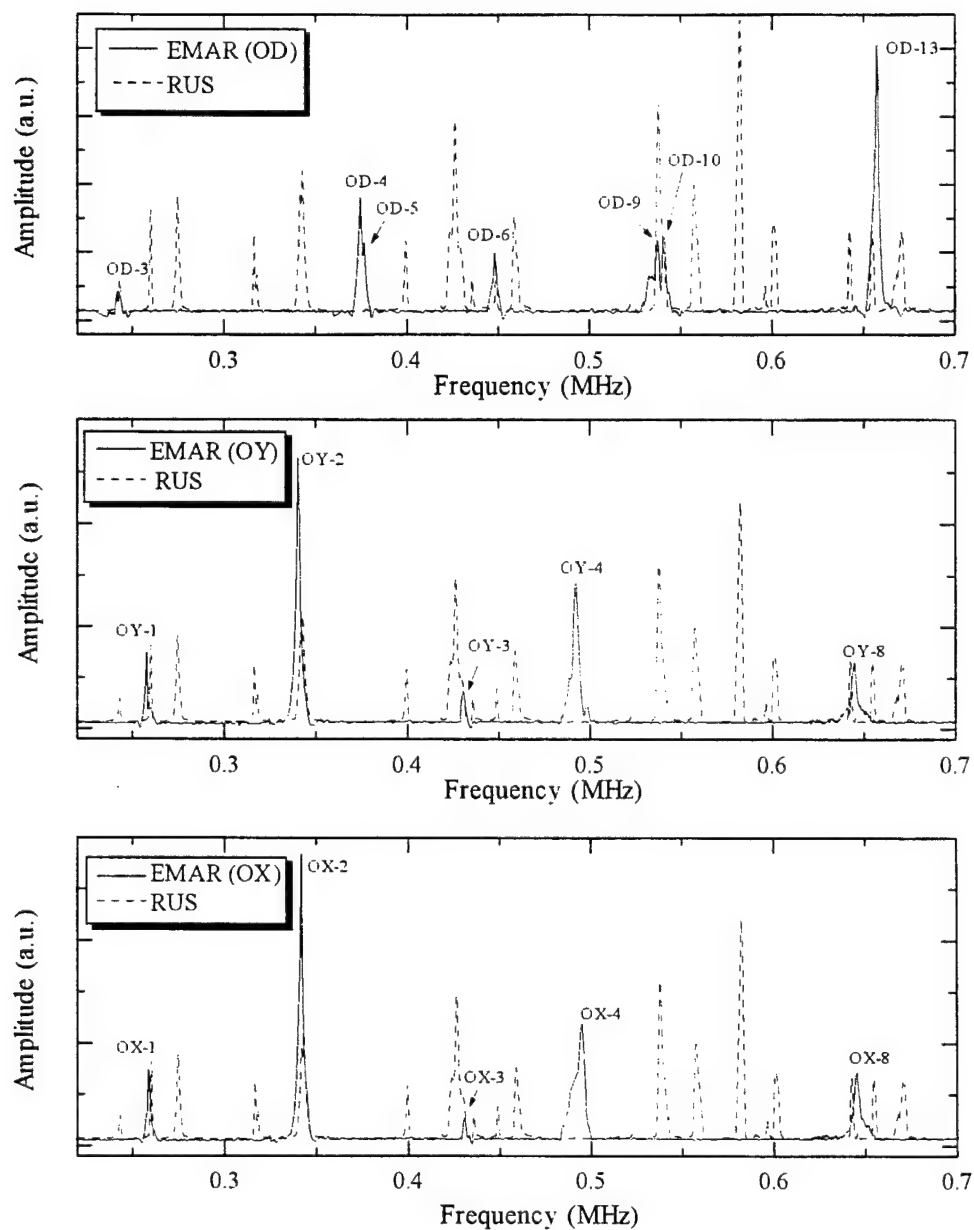 EMAR (OD)
RUS
OD-3
OD-4
OD-5
OD-6
OD-9
OD-10
OD-13
Amplitude (a.u.)
0.3 0.4 0.5 0.6 0.7
Frequency (MHz)
EMAR (OY)
RUS
OY-1
OY-2
OY-3
OY-4
OY-8
Amplitude (a.u.)
0.3 0.4 0.5 0.6 0.7
Frequency (MHz)
EMAR (OX)
RUS
OX-1
OX-2
OX-3
OX-4
OX-8
Amplitude (a.u.)
0.3 0.4 0.5 0.6 0.7
Frequency (MHz)